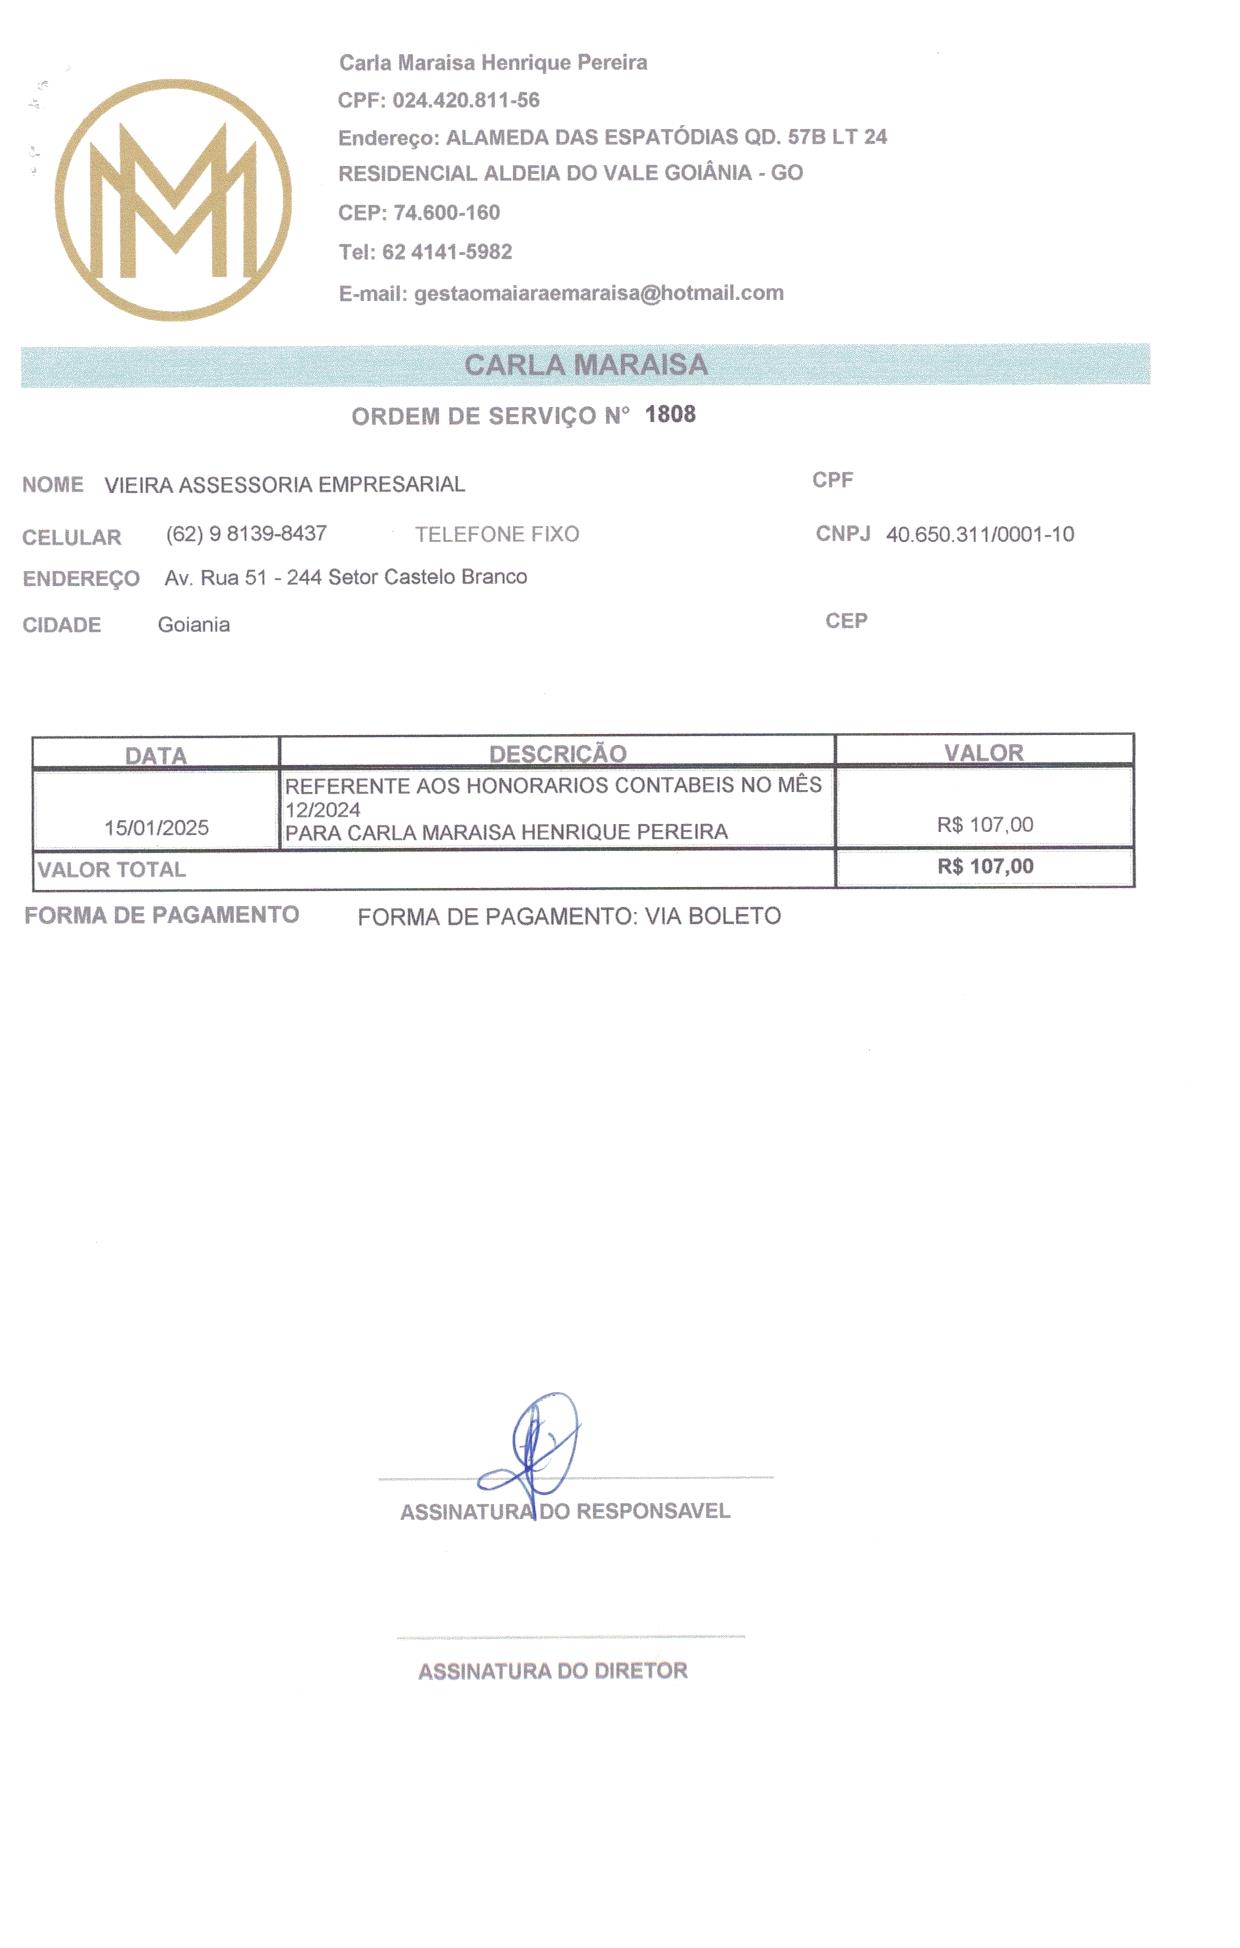 Carla Maraisa Henrique Pereira
CPF: 024.420.811-56
Endereço: ALAMEDA DAS ESPATÓDIAS QD. 57B LT 24
RESIDENCIAL ALDEIA DO VALE GOIÂNIA - GO
CEP: 74.600-160
Tel: 62 4141-5982
E-mail: gestaomaiaraemaraisa@hotmail.com
CARLA MARAISA
ORDEM DE SERVIÇO N° 1808
NOME VIEIRA ASSESSORIA EMPRESARIAL CPF
CELULAR (62) 9 8139-8437 TELEFONE FIXO CNPJ 40.650.311/0001-10
ENDEREÇO Av. Rua 51 - 244 Setor Castelo Branco
CIDADE Goiania CEP
DATA DESCRIÇÃO VALOR
REFERENTE AOS HONORARIOS CONTABEIS NO MÊS
12/2024
15/01/2025 PARA CARLA MARAISA HENRIQUE PEREIRA R$ 107,00
VALOR TOTAL R$ 107,00
FORMA DE PAGAMENTO FORMA DE PAGAMENTO: VIA BOLETO
ASSINATURA DO RESPONSAVEL
ASSINATURA DO DIRETOR